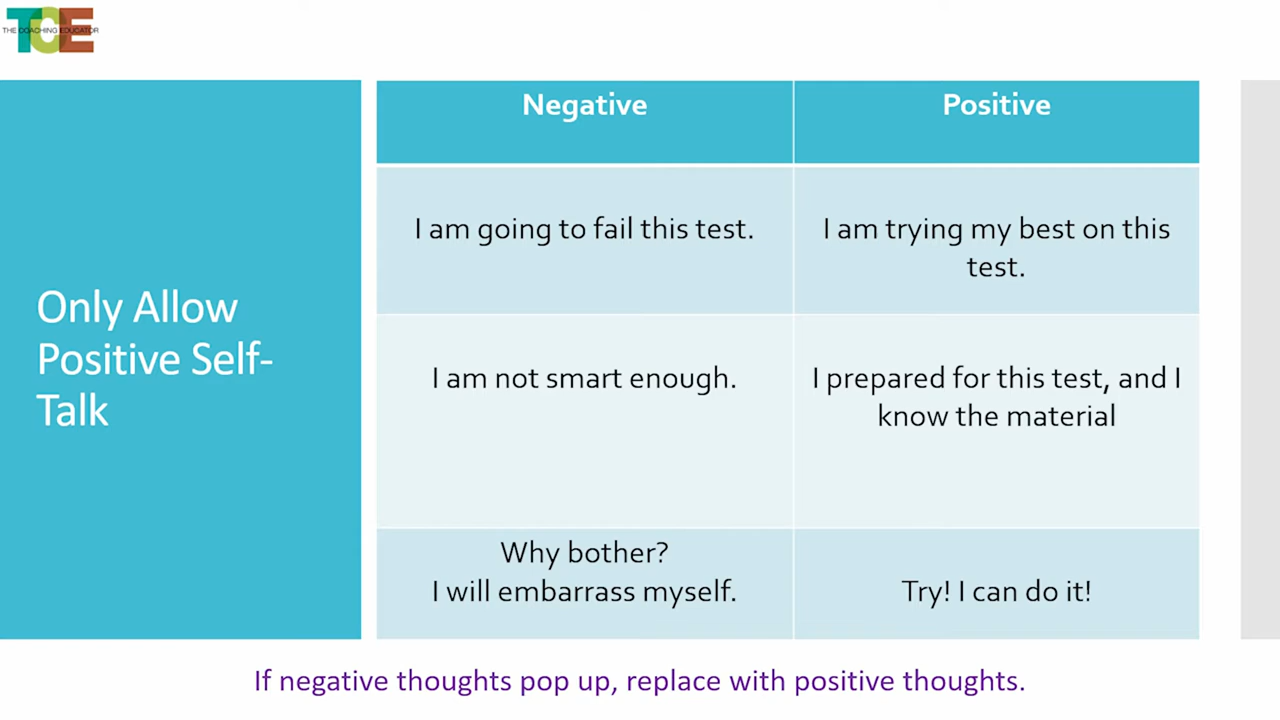 TCE
THE COACHING EDUCATOR
Only Allow
Positive Self-
Talk
Negative
Positive
I am going to fail this test.
I am trying my best on this
test.
I am not smart enough.
I prepared for this test, and I
know the material
Why bother?
I will embarrass myself.
Try! I can do it!
If negative thoughts pop up, replace with positive thoughts.